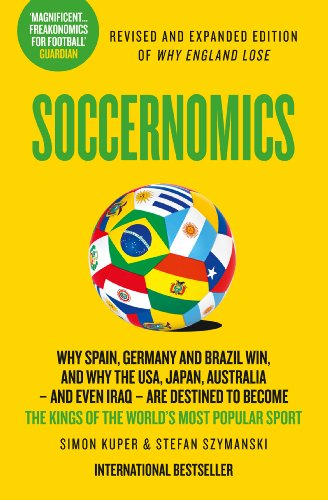 'MAGNIFICENT...
FREAKONOMICS
FOR FOOTBALL'
GUARDIAN
REVISED AND EXPANDED EDITION
OF WHY ENGLAND LOSE
SOCCERNOMICS
WHY SPAIN, GERMANY AND BRAZIL WIN,
AND WHY THE USA, JAPAN, AUSTRALIA
– AND EVEN IRAQ – ARE DESTINED TO BECOME
THE KINGS OF THE WORLD'S MOST POPULAR SPORT
SIMON KUPER & STEFAN SZYMANSKI
INTERNATIONAL BESTSELLER